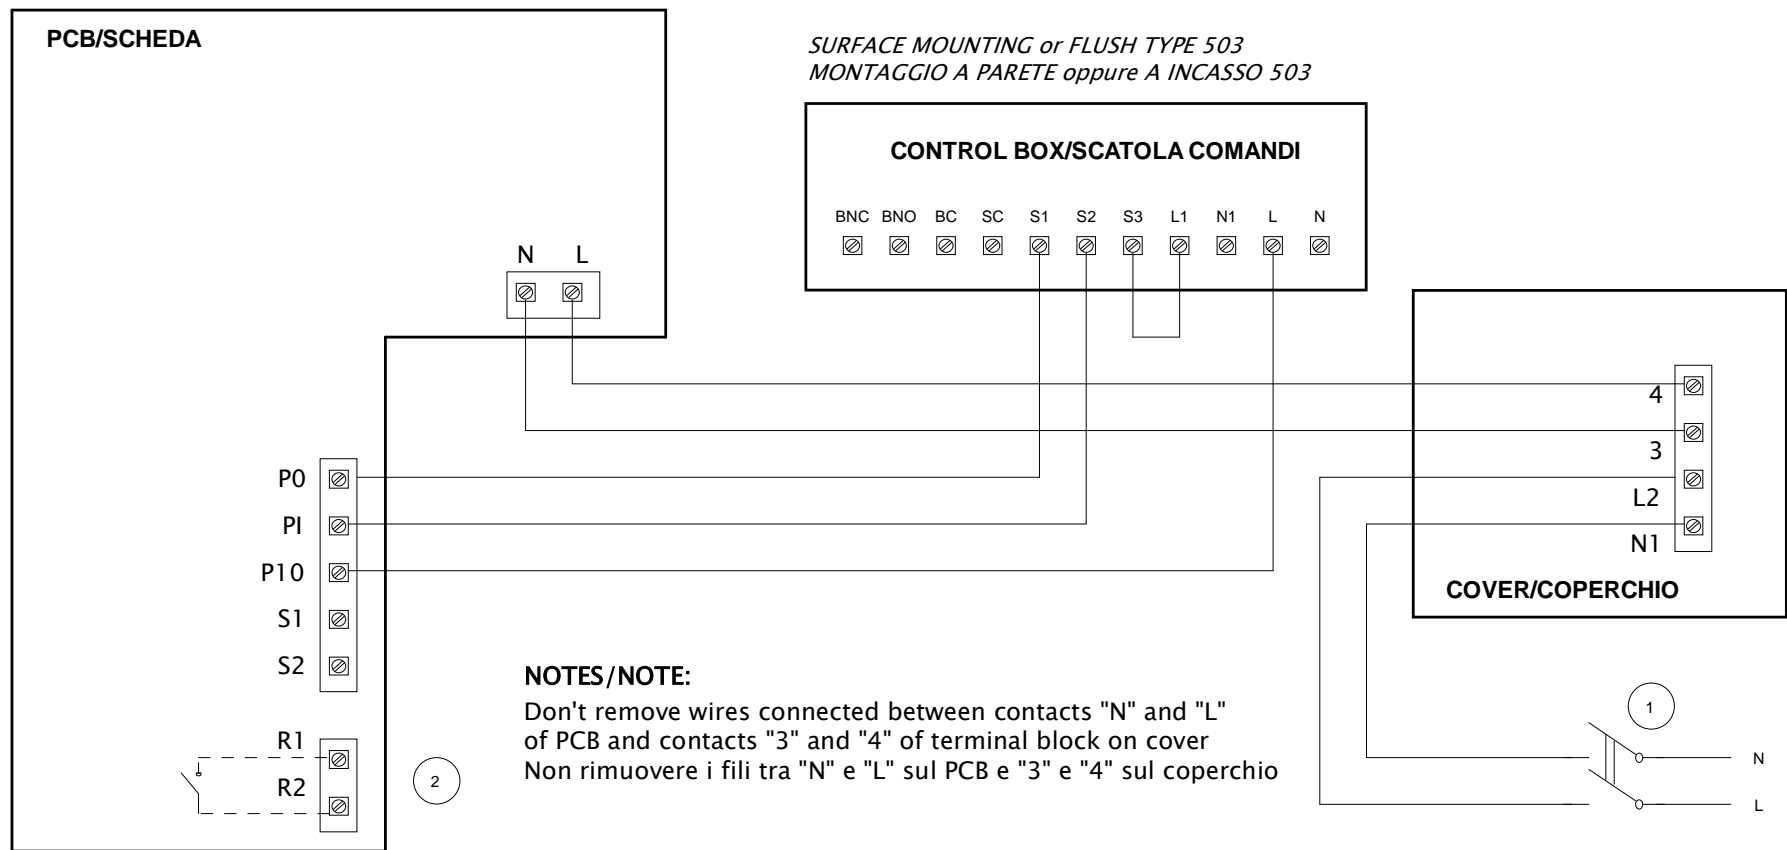 PCB/SCHEDA
SURFACE MOUNTING or FLUSH TYPE 503
MONTAGGIO A PARETE oppure A INCASSO 503
CONTROL BOX/SCATOLA COMANDI
BNC BNO BC SC S1 S2 S3 L1 N1 L N
N L
4
3
L2
N1
COVER/COPERCHIO
P0
PI
P10
S1
S2
R1
R2
2
NOTES/NOTE:
Don't remove wires connected between contacts "N" and "L"
of PCB and contacts "3" and "4" of terminal block on cover
Non rimuovere i fili tra "N" e "L" sul PCB e "3" e "4" sul coperchio
1
N
L